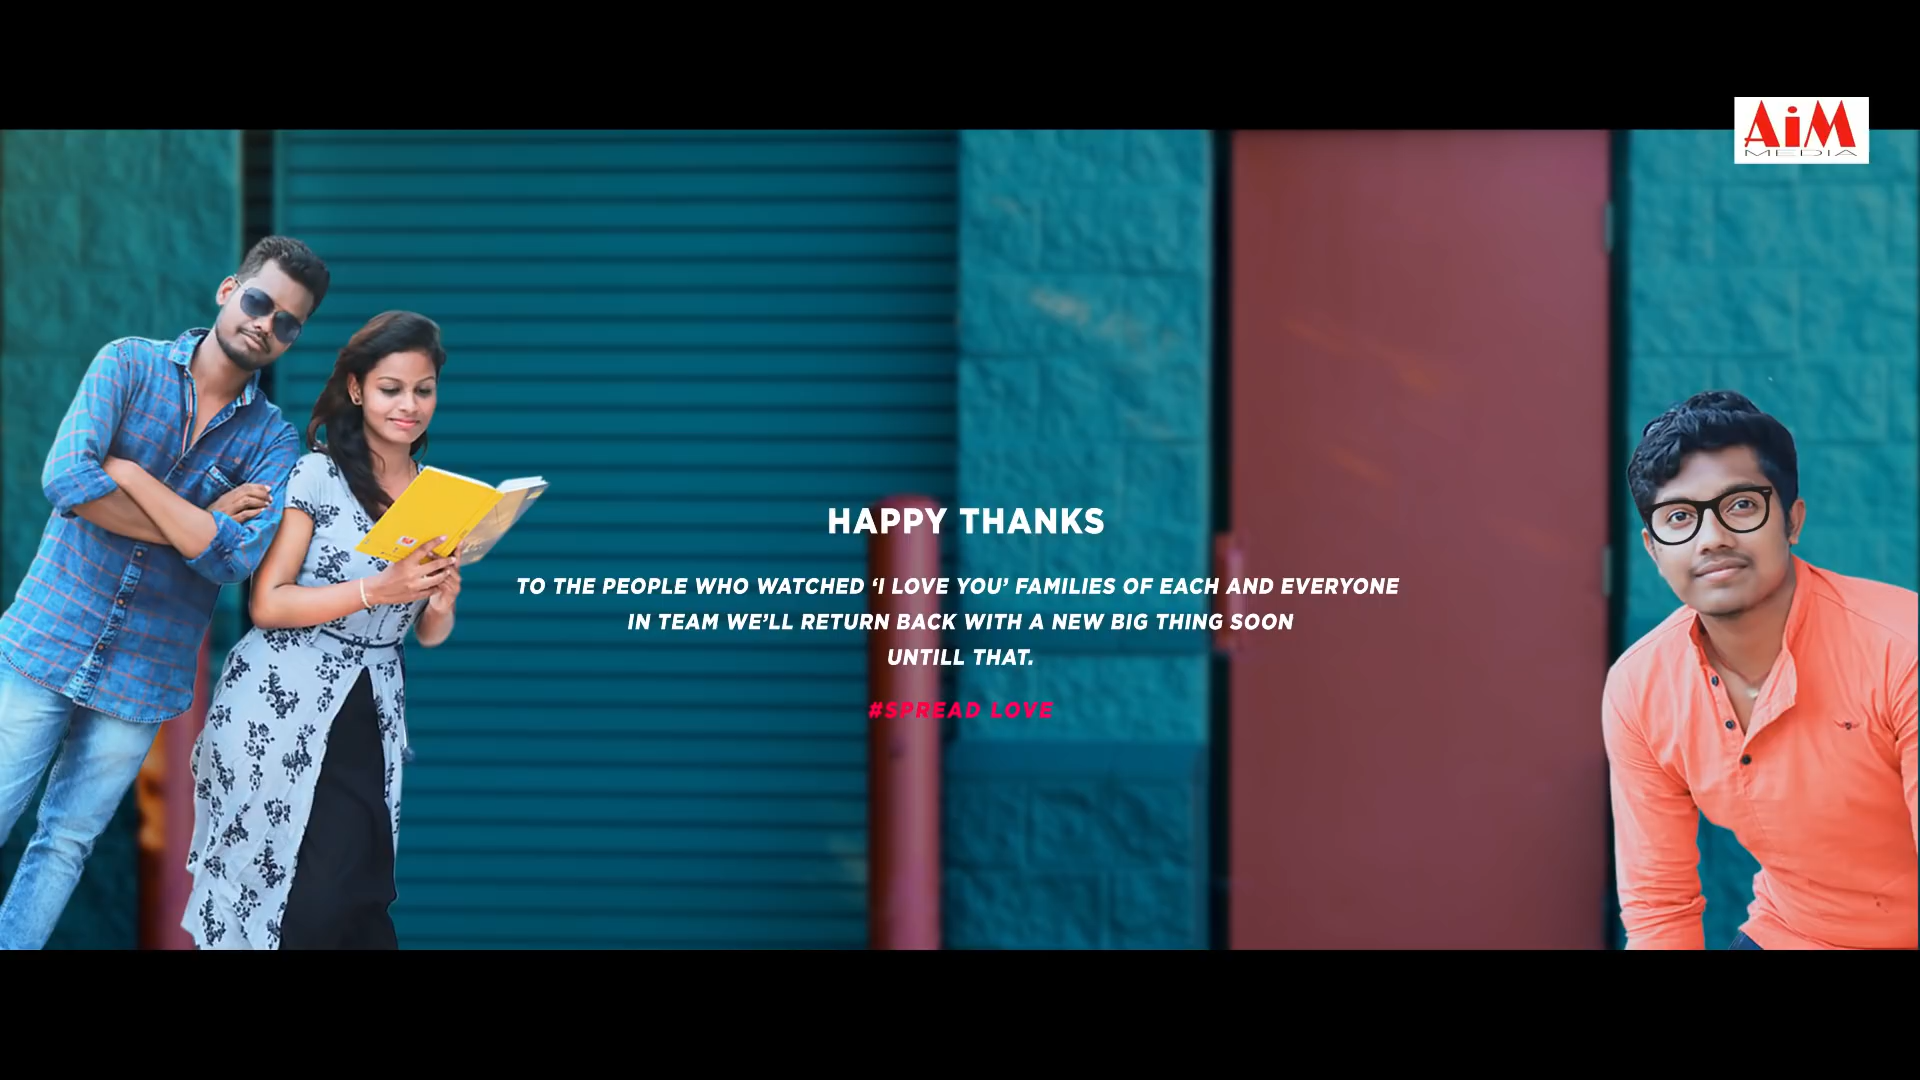 AiM
MEDIA
HAPPY THANKS
TO THE PEOPLE WHO WATCHED ‘I LOVE YOU’ FAMILIES OF EACH AND EVERYONE
IN TEAM WE’LL RETURN BACK WITH A NEW BIG THING SOON
UNTILL THAT.
#SPREAD LOVE